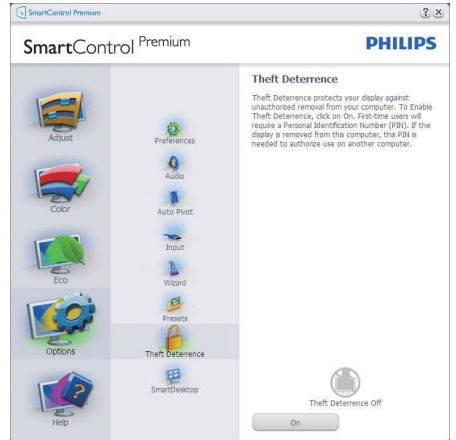 SmartControl Premium
? ×
SmartControl Premium
PHILIPS
Adjust
Color
Eco
Options
Help
Preferences
Audio
Auto Pivot
Input
Wizard
Presets
Theft Deterrence
SmartDesktop
Theft Deterrence
Theft Deterrence protects your display against
unauthorized removal from your computer. To Enable
Theft Deterrence, click on On. First-time users will
require a Personal Identification Number (PIN). If the
display is removed from this computer, this PIN is
needed to authorize use on another computer.
Theft Deterrence Off
On